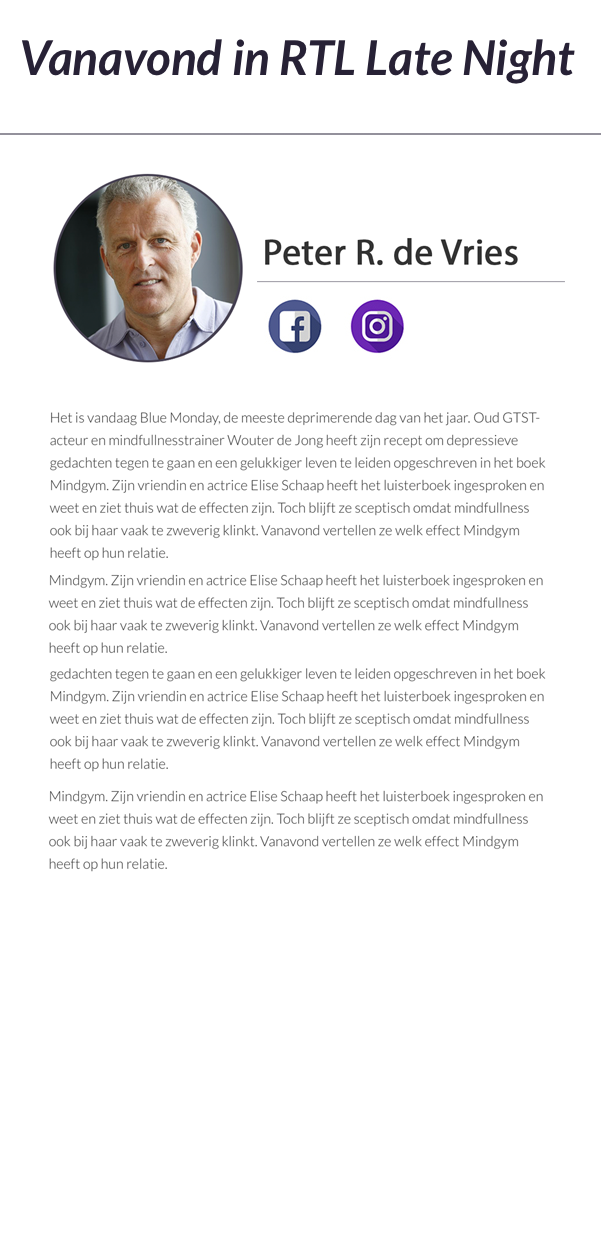 Vanavond in RTL Late Night
Peter R. de Vries
Het is vandaag Blue Monday, de meeste deprimerende dag van het jaar. Oud GTST-
acteur en mindfullnesstrainer Wouter de Jong heeft zijn recept om depressieve
gedachten tegen te gaan en een gelukkiger leven te leiden opgeschreven in het boek
Mindgym. Zijn vriendin en actrice Elise Schaap heeft het luisterboek ingesproken en
weet en ziet thuis wat de effecten zijn. Toch blijft ze sceptisch omdat mindfullness
ook bij haar vaak te zweverig klinkt. Vanavond vertellen ze welk effect Mindgym
heeft op hun relatie.
Mindgym. Zijn vriendin en actrice Elise Schaap heeft het luisterboek ingesproken en
weet en ziet thuis wat de effecten zijn. Toch blijft ze sceptisch omdat mindfullness
ook bij haar vaak te zweverig klinkt. Vanavond vertellen ze welk effect Mindgym
heeft op hun relatie.
gedachten tegen te gaan en een gelukkiger leven te leiden opgeschreven in het boek
Mindgym. Zijn vriendin en actrice Elise Schaap heeft het luisterboek ingesproken en
weet en ziet thuis wat de effecten zijn. Toch blijft ze sceptisch omdat mindfullness
ook bij haar vaak te zweverig klinkt. Vanavond vertellen ze welk effect Mindgym
heeft op hun relatie.
Mindgym. Zijn vriendin en actrice Elise Schaap heeft het luisterboek ingesproken en
weet en ziet thuis wat de effecten zijn. Toch blijft ze sceptisch omdat mindfullness
ook bij haar vaak te zweverig klinkt. Vanavond vertellen ze welk effect Mindgym
heeft op hun relatie.